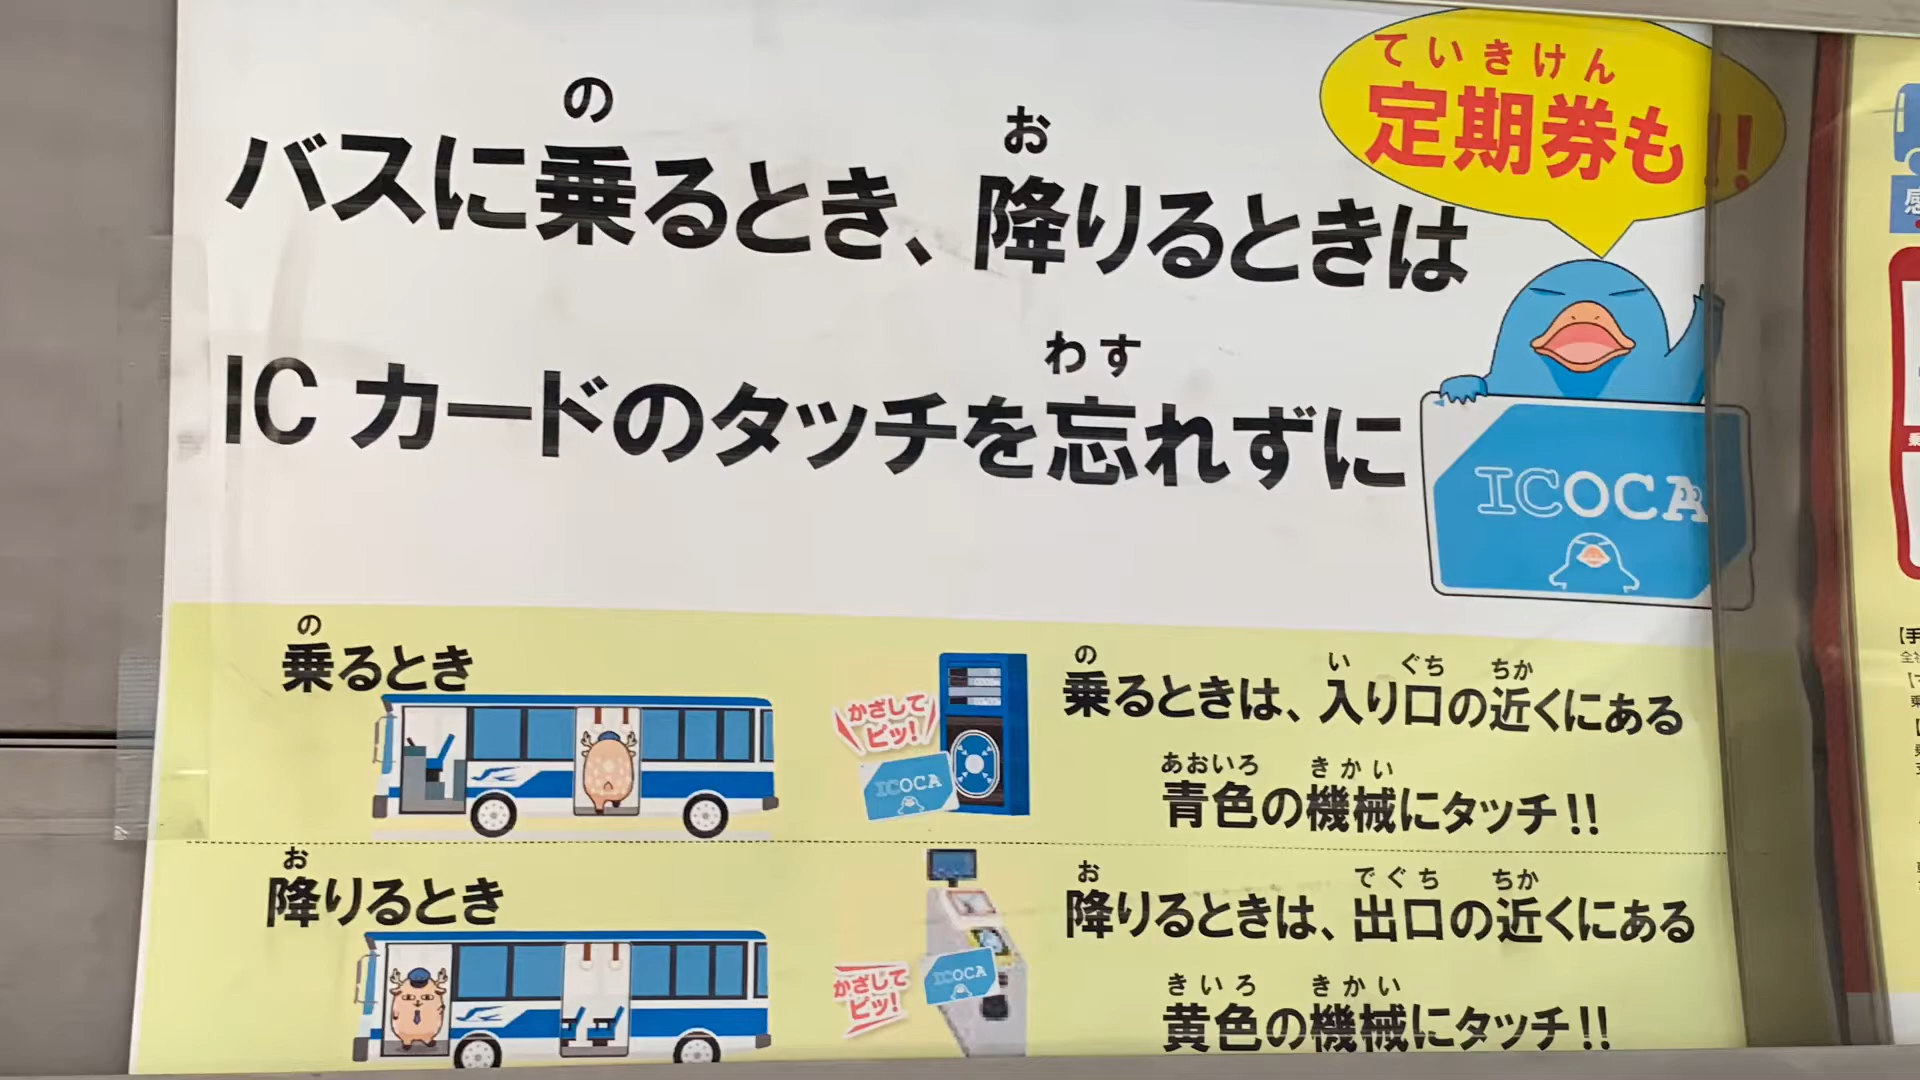 ていきけん
定期券も!!
の お
バスに乗るとき、降りるときは
わす
ICカードのタッチを忘れずに
ICOCA
の
乗るとき
かざして
ピッ!
ICOCA
の い ぐち ちか
乗るときは、入り口の近くにある
あおいろ きかい
青色の機械にタッチ!!
お
降りるとき
かざして
ピッ!
ICOCA
お でぐち ちか
降りるときは、出口の近くにある
きいろ きかい
黄色の機械にタッチ!!